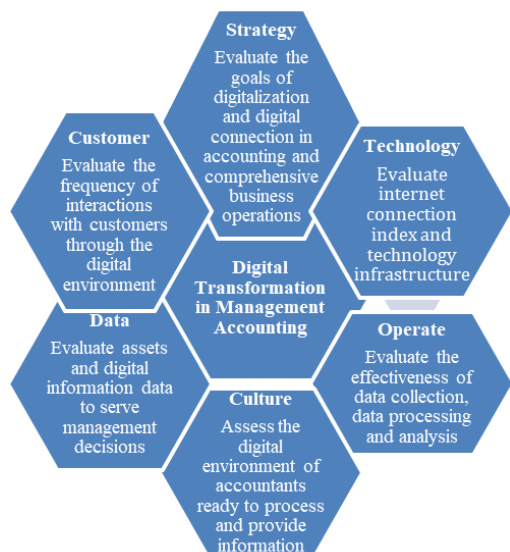 Strategy
Evaluate the
goals of
digitalization
and digital
connection in
accounting and
comprehensive
business
operations
Customer
Evaluate the
frequency of
interactions
with customers
through the
digital
environment
Technology
Evaluate
internet
connection
index and
technology
infrastructure
Digital
Transformation
in Management
Accounting
Data
Evaluate assets
and digital
information data
to serve
management
decisions
Operate
Evaluate the
effectiveness of
data collection,
data processing
and analysis
Culture
Assess the
digital
environment of
accountants
ready to process
and provide
information